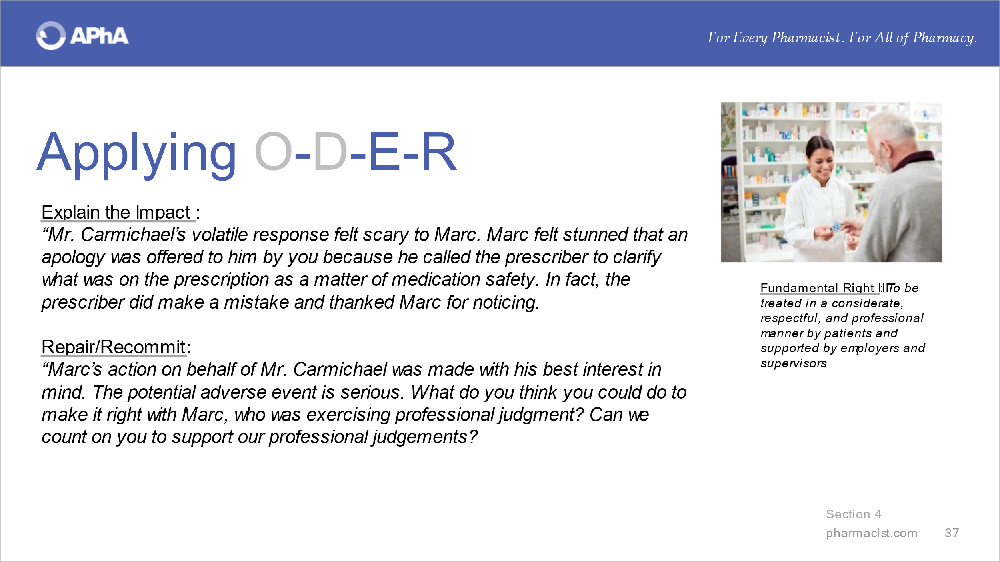 APhA
For Every Pharmacist. For All of Pharmacy.
Applying O-D-E-R
Explain the Impact :
“Mr. Carmichael’s volatile response felt scary to Marc. Marc felt stunned that an
apology was offered to him by you because he called the prescriber to clarify
what was on the prescription as a matter of medication safety. In fact, the
prescriber did make a mistake and thanked Marc for noticing.
Repair/Recommit:
“Marc’s action on behalf of Mr. Carmichael was made with his best interest in
mind. The potential adverse event is serious. What do you think you could do to
make it right with Marc, who was exercising professional judgment? Can we
count on you to support our professional judgements?
Fundamental Right III: To be
treated in a considerate,
respectful, and professional
manner by patients and
supported by employers and
supervisors
Section 4
pharmacist.com 37